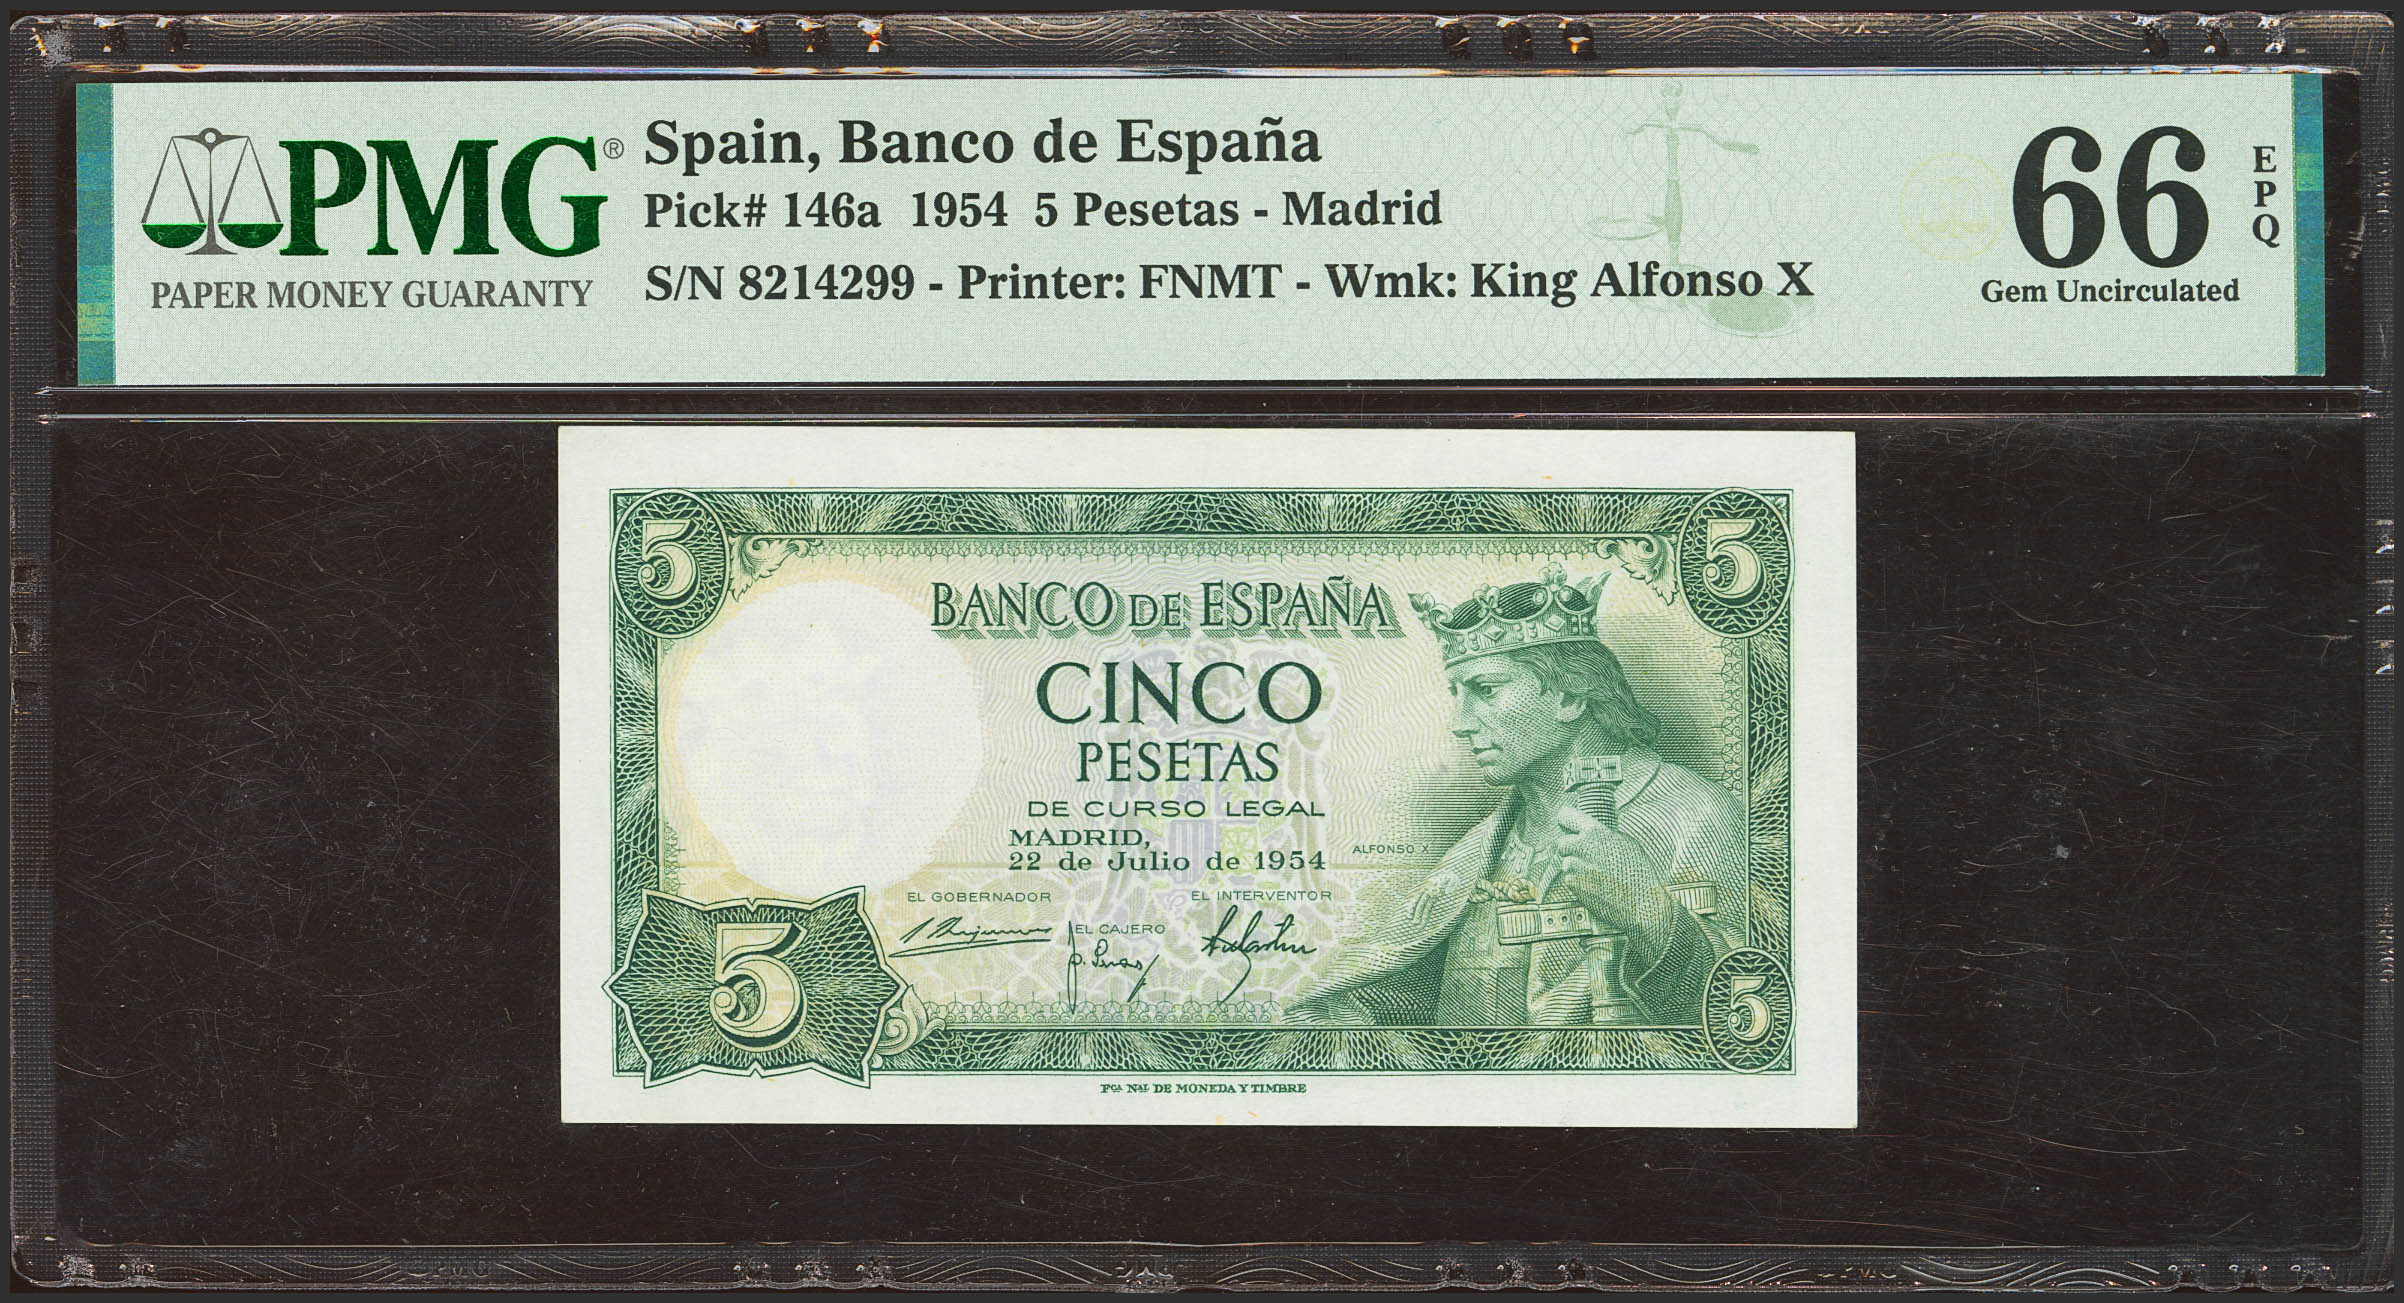 PMG®
PAPER MONEY GUARANTY
Spain, Banco de España
Pick# 146a 1954 5 Pesetas - Madrid
S/N 8214299 - Printer: FNMT - Wmk: King Alfonso X
66
EPQ
Gem Uncirculated
5
5
BANCO DE ESPAÑA
CINCO
PESETAS
DE CURSO LEGAL
MADRID,
22 de Julio de 1954
ALFONSO X
EL GOBERNADOR
EL INTERVENTOR
EL CAJERO
5
5
Fca. Nal. DE MONEDA Y TIMBRE